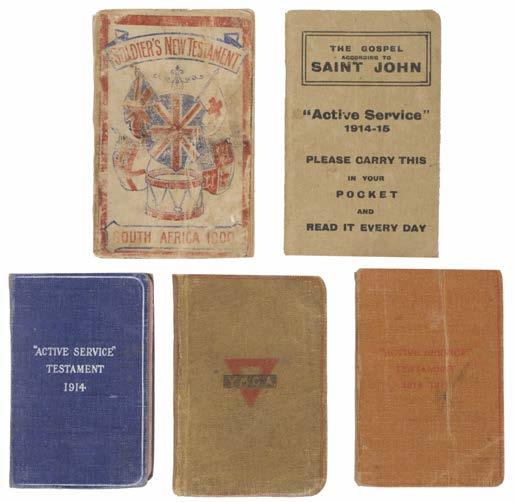 SOLDIER'S NEW TESTAMENT
SOUTH AFRICA 1900
THE GOSPEL
ACCORDING TO
SAINT JOHN
"Active Service"
1914-15
PLEASE CARRY THIS
IN YOUR
POCKET
AND
READ IT EVERY DAY
"ACTIVE SERVICE"
TESTAMENT
1914
Y.M.C.A
"ACTIVE SERVICE"
TESTAMENT